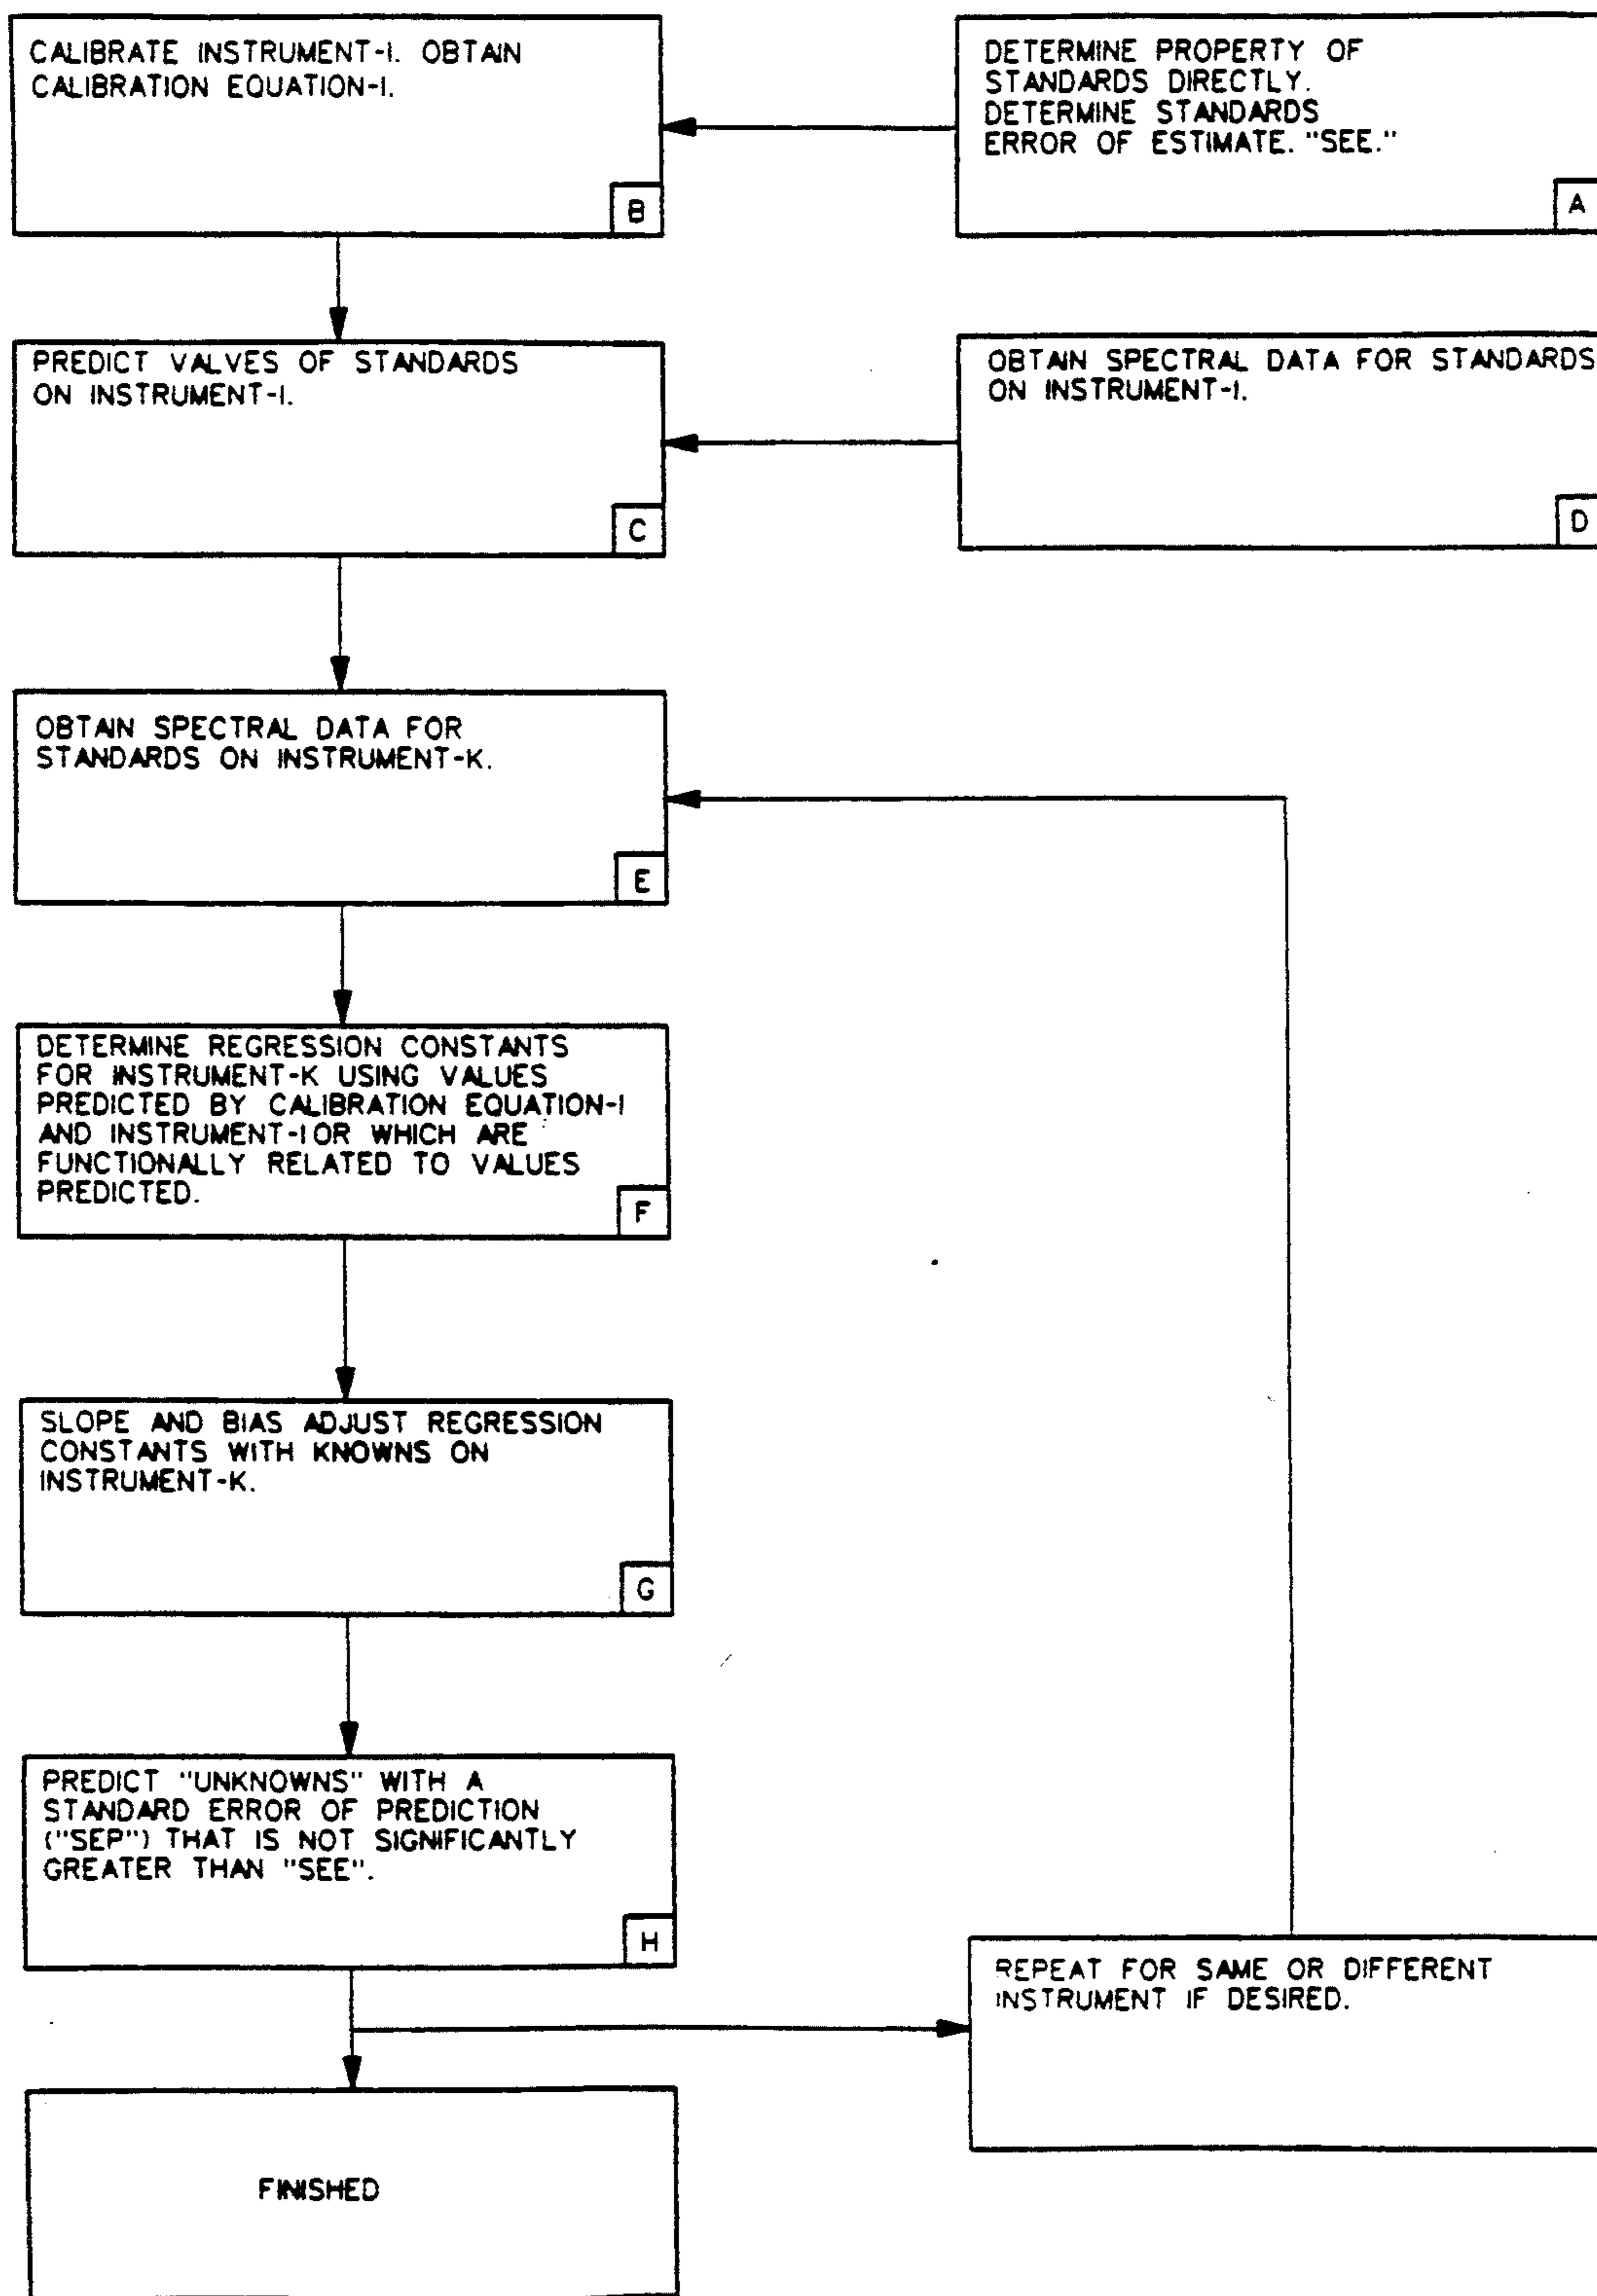 CALIBRATE INSTRUMENT-I. OBTAIN
CALIBRATION EQUATION-I.
B
DETERMINE PROPERTY OF
STANDARDS DIRECTLY.
DETERMINE STANDARDS
ERROR OF ESTIMATE. "SEE."
A
PREDICT VALVES OF STANDARDS
ON INSTRUMENT-I.
C
OBTAIN SPECTRAL DATA FOR STANDARDS
ON INSTRUMENT-I.
D
OBTAIN SPECTRAL DATA FOR
STANDARDS ON INSTRUMENT-K.
E
DETERMINE REGRESSION CONSTANTS
FOR INSTRUMENT-K USING VALUES
PREDICTED BY CALIBRATION EQUATION-I
AND INSTRUMENT-I OR WHICH ARE
FUNCTIONALLY RELATED TO VALUES
PREDICTED.
F
SLOPE AND BIAS ADJUST REGRESSION
CONSTANTS WITH KNOWNS ON
INSTRUMENT-K.
G
PREDICT "UNKNOWNS" WITH A
STANDARD ERROR OF PREDICTION
("SEP") THAT IS NOT SIGNIFICANTLY
GREATER THAN "SEE".
H
REPEAT FOR SAME OR DIFFERENT
INSTRUMENT IF DESIRED.
FINISHED